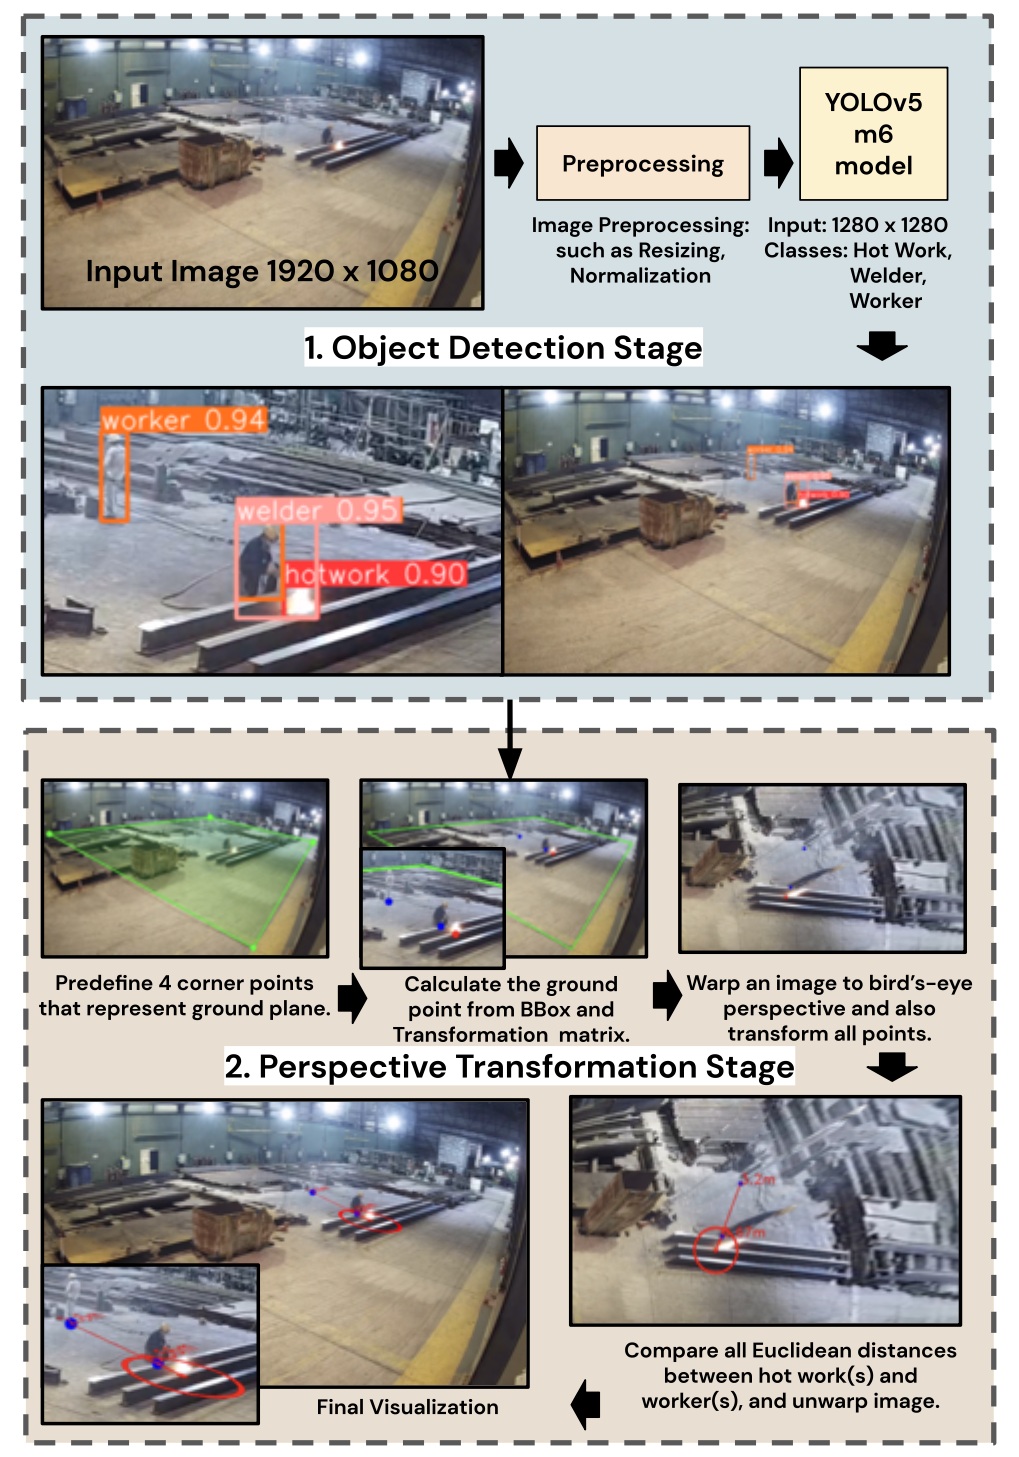 Input Image 1920 x 1080
Preprocessing
Image Preprocessing:
such as Resizing,
Normalization
YOLOv5
m6
model
Input: 1280 x 1280
Classes: Hot Work,
Welder,
Worker
1. Object Detection Stage
worker 0.94
welder 0.95
hotwork 0.90
Predefine 4 corner points
that represent ground plane.
Calculate the ground
point from BBox and
Transformation matrix.
Warp an image to bird's-eye
perspective and also
transform all points.
2. Perspective Transformation Stage
Compare all Euclidean distances
between hot work(s) and
worker(s), and unwarp image.
Final Visualization